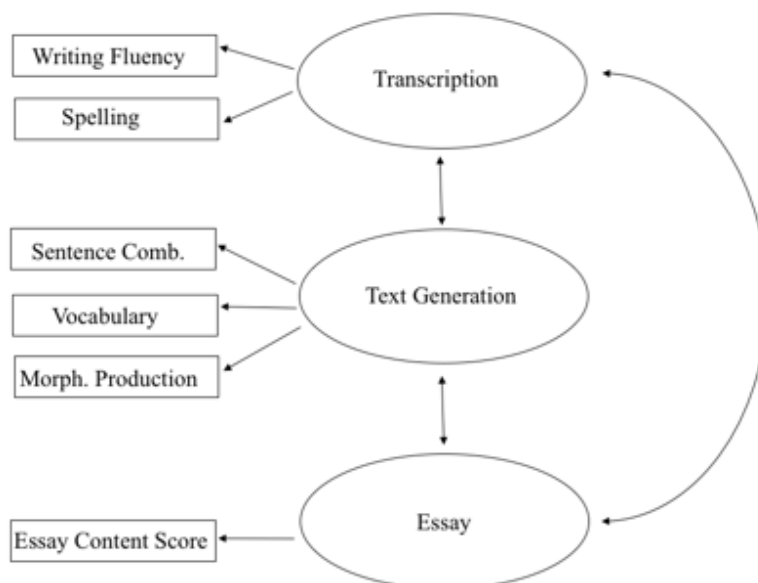 Writing Fluency
Transcription
Spelling
Sentence Comb.
Text Generation
Vocabulary
Morph. Production
Essay
Essay Content Score